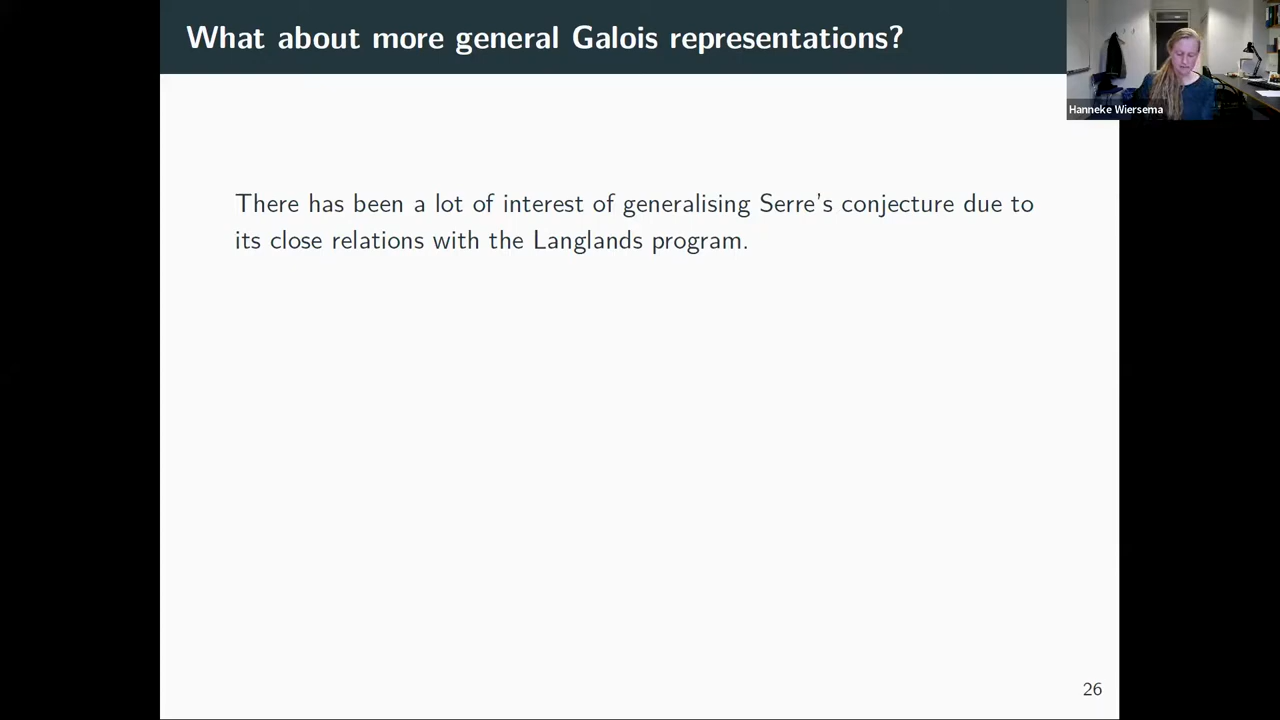 What about more general Galois representations?
Hanneke Wiersema
There has been a lot of interest of generalising Serre's conjecture due to
its close relations with the Langlands program.
26